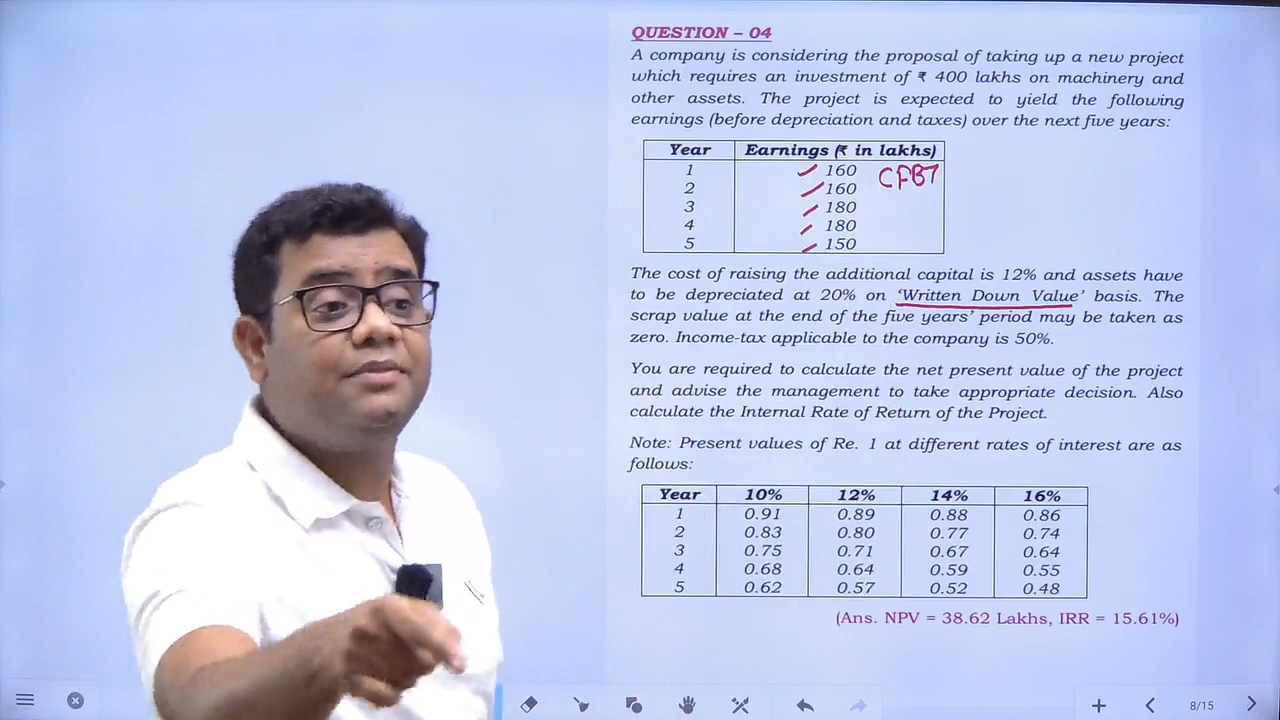 QUESTION – 04
A company is considering the proposal of taking up a new project
which requires an investment of ₹ 400 lakhs on machinery and
other assets. The project is expected to yield the following
earnings (before depreciation and taxes) over the next five years:
Year Earnings (₹ in lakhs)
1 160 CFBT
2 160
3 180
4 180
5 150
The cost of raising the additional capital is 12% and assets have
to be depreciated at 20% on ‘Written Down Value’ basis. The
scrap value at the end of the five years’ period may be taken as
zero. Income-tax applicable to the company is 50%.
You are required to calculate the net present value of the project
and advise the management to take appropriate decision. Also
calculate the Internal Rate of Return of the Project.
Note: Present values of Re. 1 at different rates of interest are as
follows:
Year 10% 12% 14% 16%
1 0.91 0.89 0.88 0.86
2 0.83 0.80 0.77 0.74
3 0.75 0.71 0.67 0.64
4 0.68 0.64 0.59 0.55
5 0.62 0.57 0.52 0.48
(Ans. NPV = 38.62 Lakhs, IRR = 15.61%)
8/15